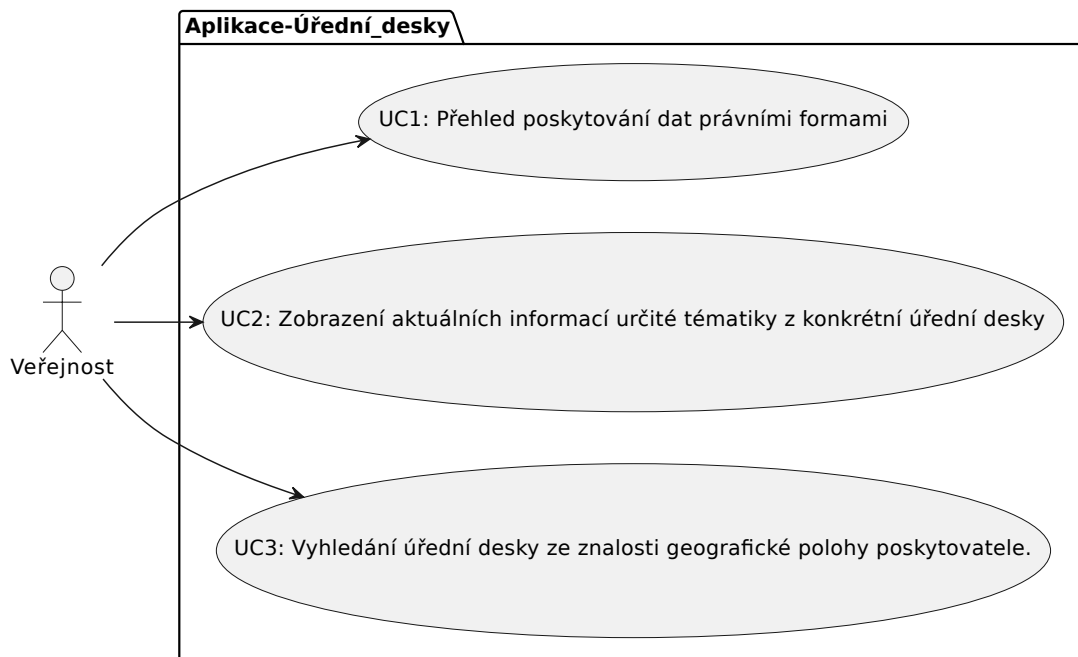 Aplikace-Úřední_desky
UC1: Přehled poskytování dat právními formami
UC2: Zobrazení aktuálních informací určité tématiky z konkrétní úřední desky
Veřejnost
UC3: Vyhledání úřední desky ze znalosti geografické polohy poskytovatele.